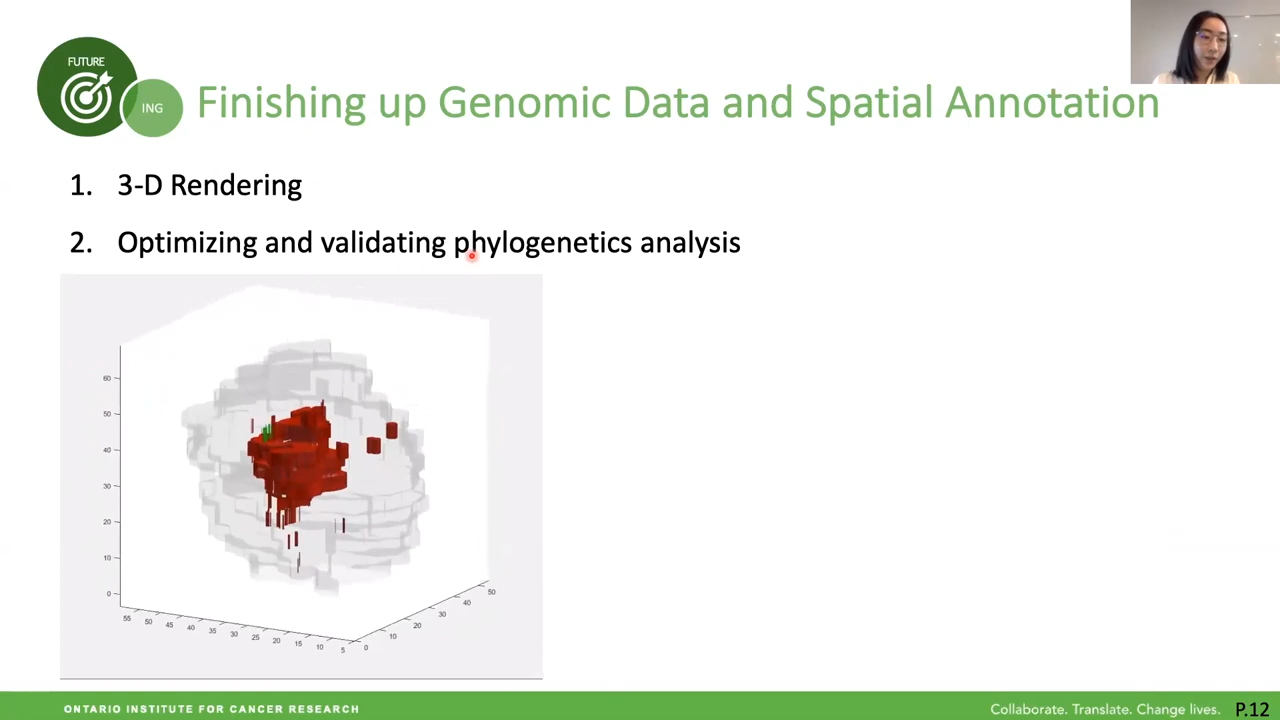 FUTURE
ING
Finishing up Genomic Data and Spatial Annotation
1. 3-D Rendering
2. Optimizing and validating phylogenetics analysis
60
50
40
30
20
10
0
55 50 45 40 35 30 25 20 15 10 5
0 10 20 30 40 50
ONTARIO INSTITUTE FOR CANCER RESEARCH
Collaborate. Translate. Change lives.
P.12